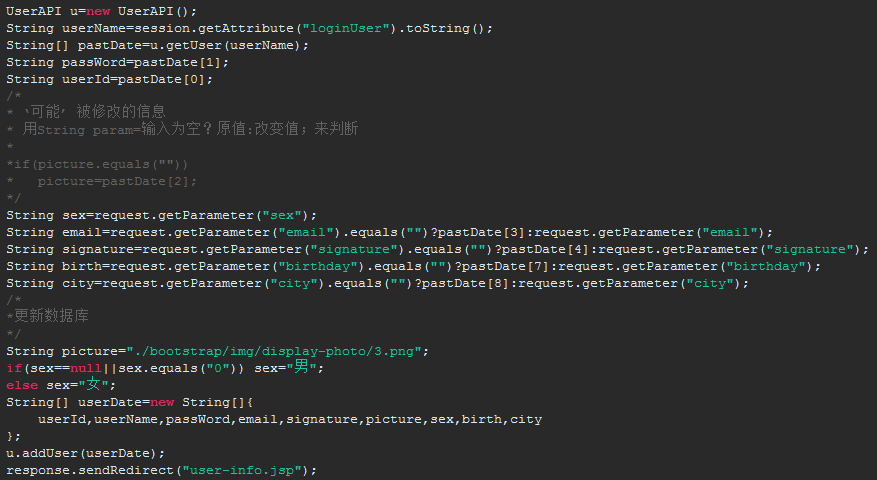 UserAPI u=new UserAPI();
String userName=session.getAttribute("loginUser").toString();
String[] pastDate=u.getUser(userName);
String passWord=pastDate[1];
String userId=pastDate[0];
/*
* ‘可能’ 被修改的信息
* 用String param=输入为空？原值:改变值；来判断
*
*if(picture.equals(""))
*   picture=pastDate[2];
*/
String sex=request.getParameter("sex");
String email=request.getParameter("email").equals("")?pastDate[3]:request.getParameter("email");
String signature=request.getParameter("signature").equals("")?pastDate[4]:request.getParameter("signature");
String birth=request.getParameter("birthday").equals("")?pastDate[7]:request.getParameter("birthday");
String city=request.getParameter("city").equals("")?pastDate[8]:request.getParameter("city");
/*
*更新数据库
*/
String picture="./bootstrap/img/display-photo/3.png";
if(sex==null||sex.equals("0")) sex="男";
else sex="女";
String[] userDate=new String[]{
    userId,userName,passWord,email,signature,picture,sex,birth,city
};
u.addUser(userDate);
response.sendRedirect("user-info.jsp");